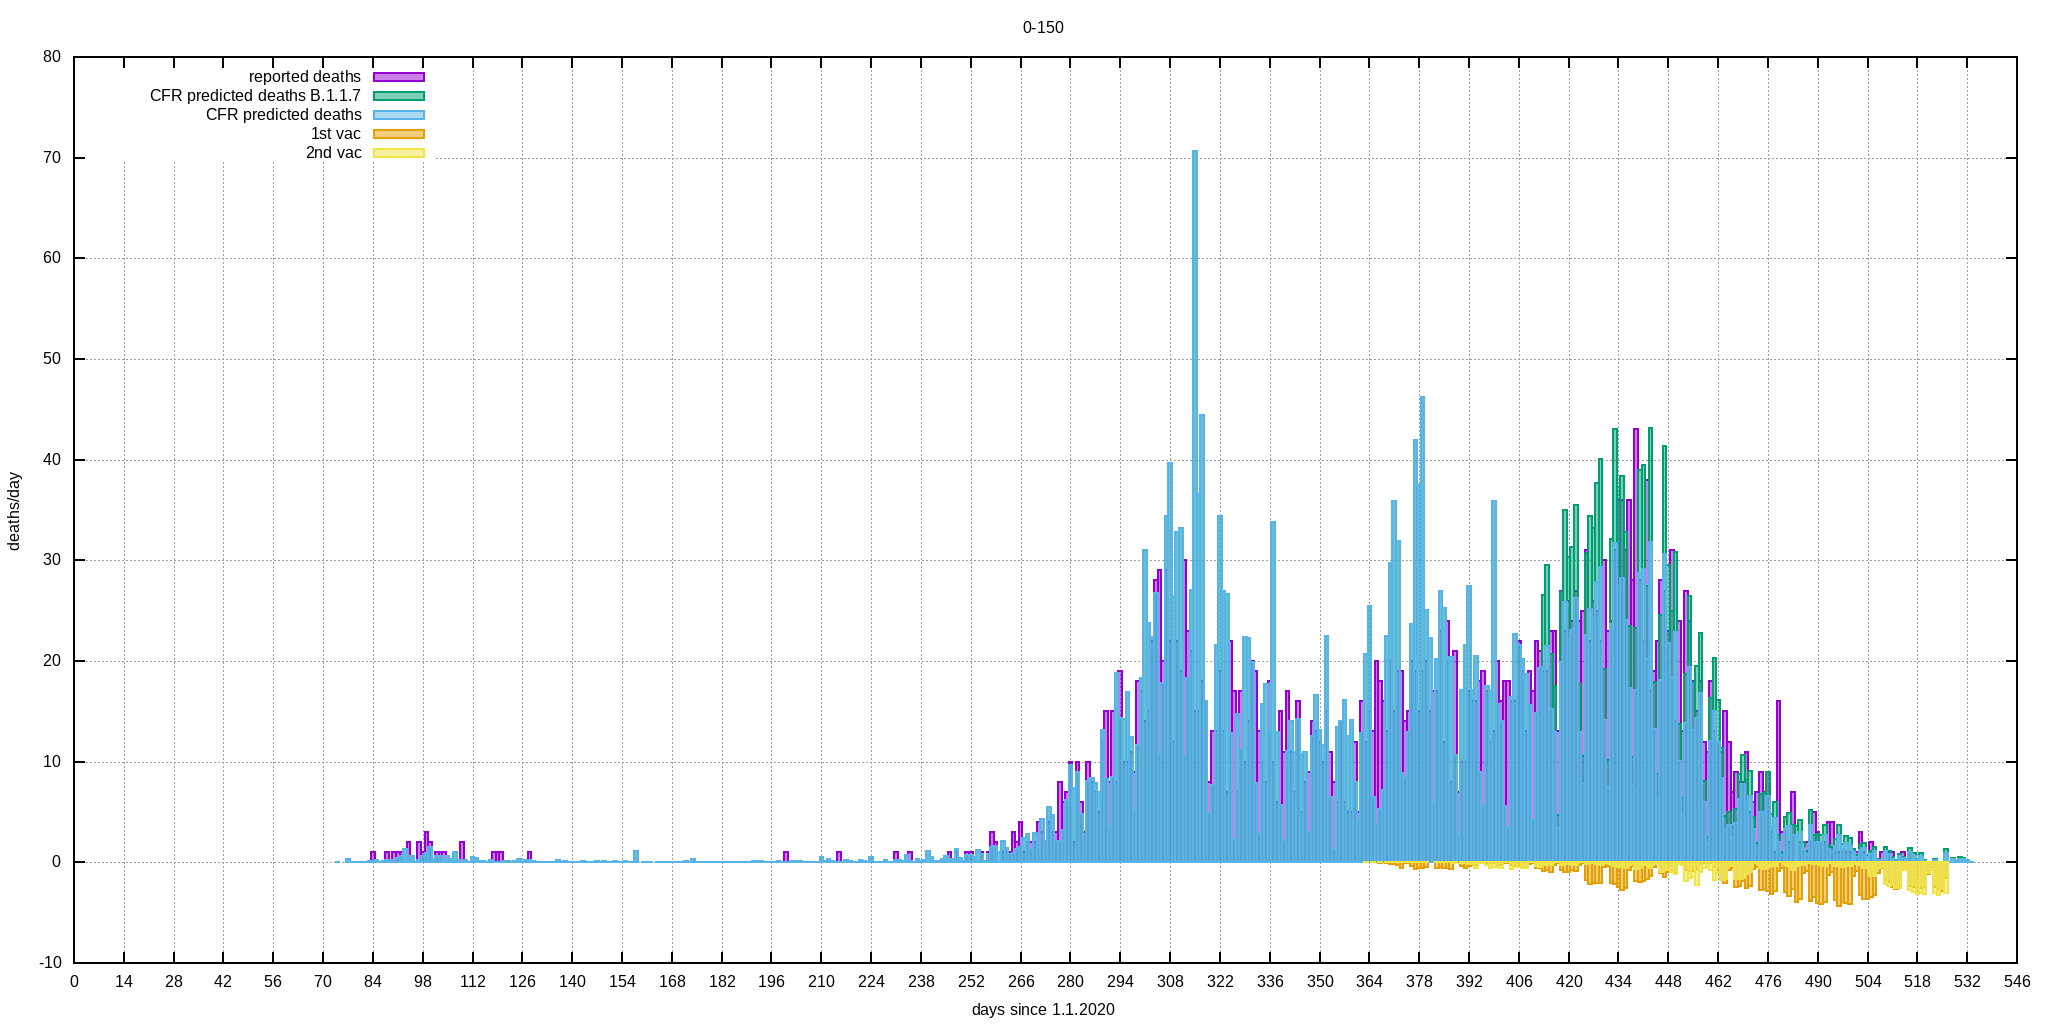 0-150
reported deaths
CFR predicted deaths B.1.1.7
CFR predicted deaths
1st vac
2nd vac
80
70
60
50
40
30
20
10
0
-10
deaths/day
0 14 28 42 56 70 84 98 112 126 140 154 168 182 196 210 224 238 252 266 280 294 308 322 336 350 364 378 392 406 420 434 448 462 476 490 504 518 532 546
days since 1.1.2020